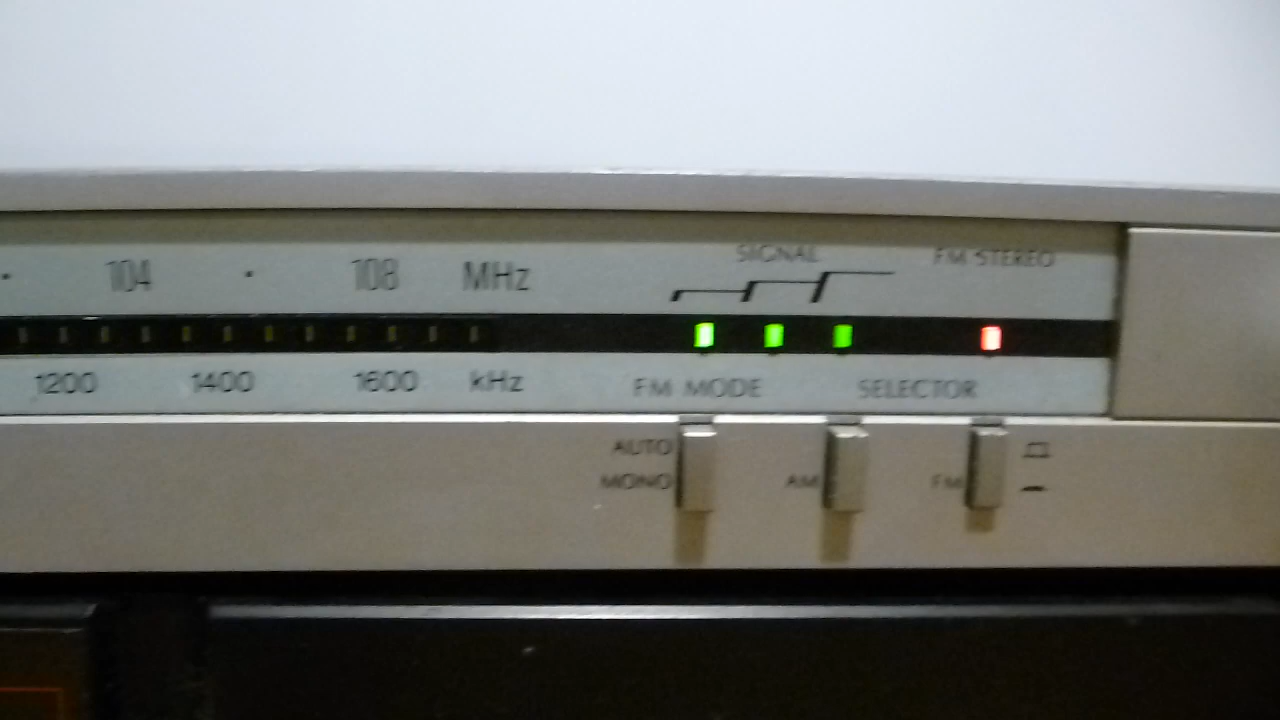 SIGNAL FM STEREO
104 108 MHz
1200 1400 1600 kHz
FM MODE SELECTOR
AUTO
MONO AM FM